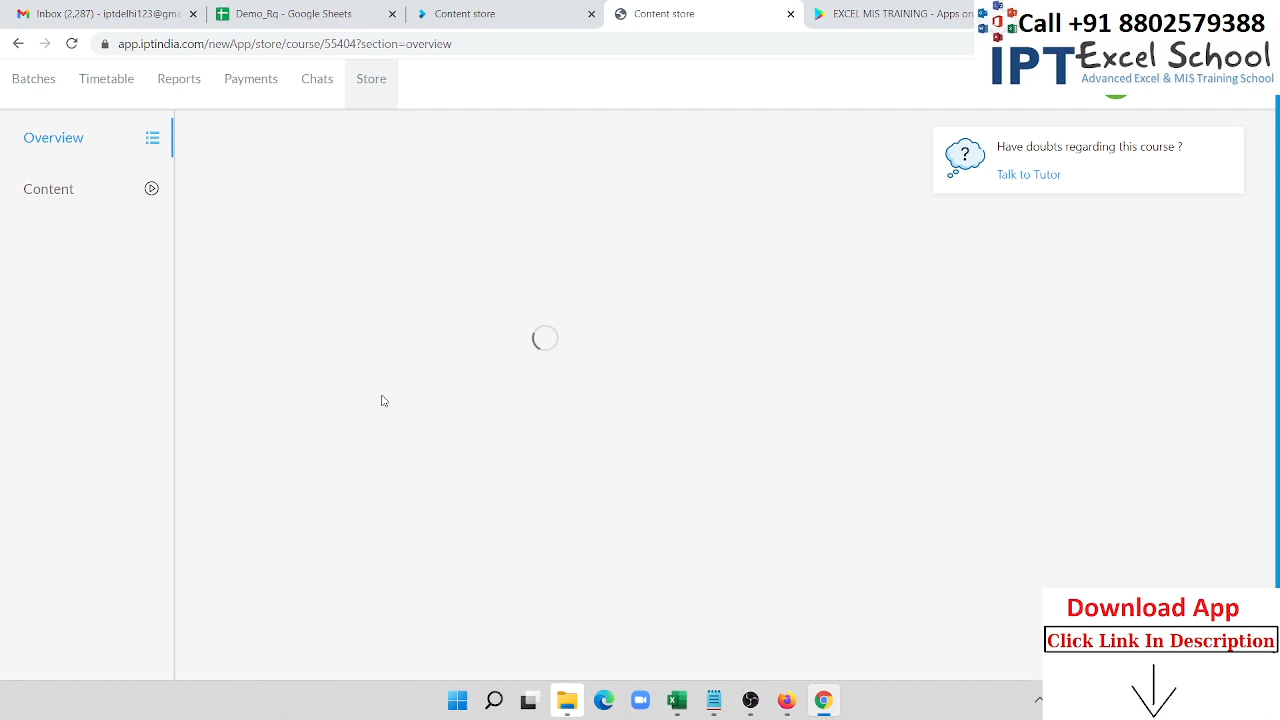 Inbox (2,287) - iptdelhi123@gma
Demo_Rq - Google Sheets
Content store
Content store
EXCEL MIS TRAINING - Apps on
app.iptindia.com/newApp/store/course/55404?section=overview
Call +91 8802579388
IPT Excel School
Advanced Excel & MIS Training School
Batches
Timetable
Reports
Payments
Chats
Store
Overview
Content
?
Have doubts regarding this course ?
Talk to Tutor
Download App
Click Link In Description